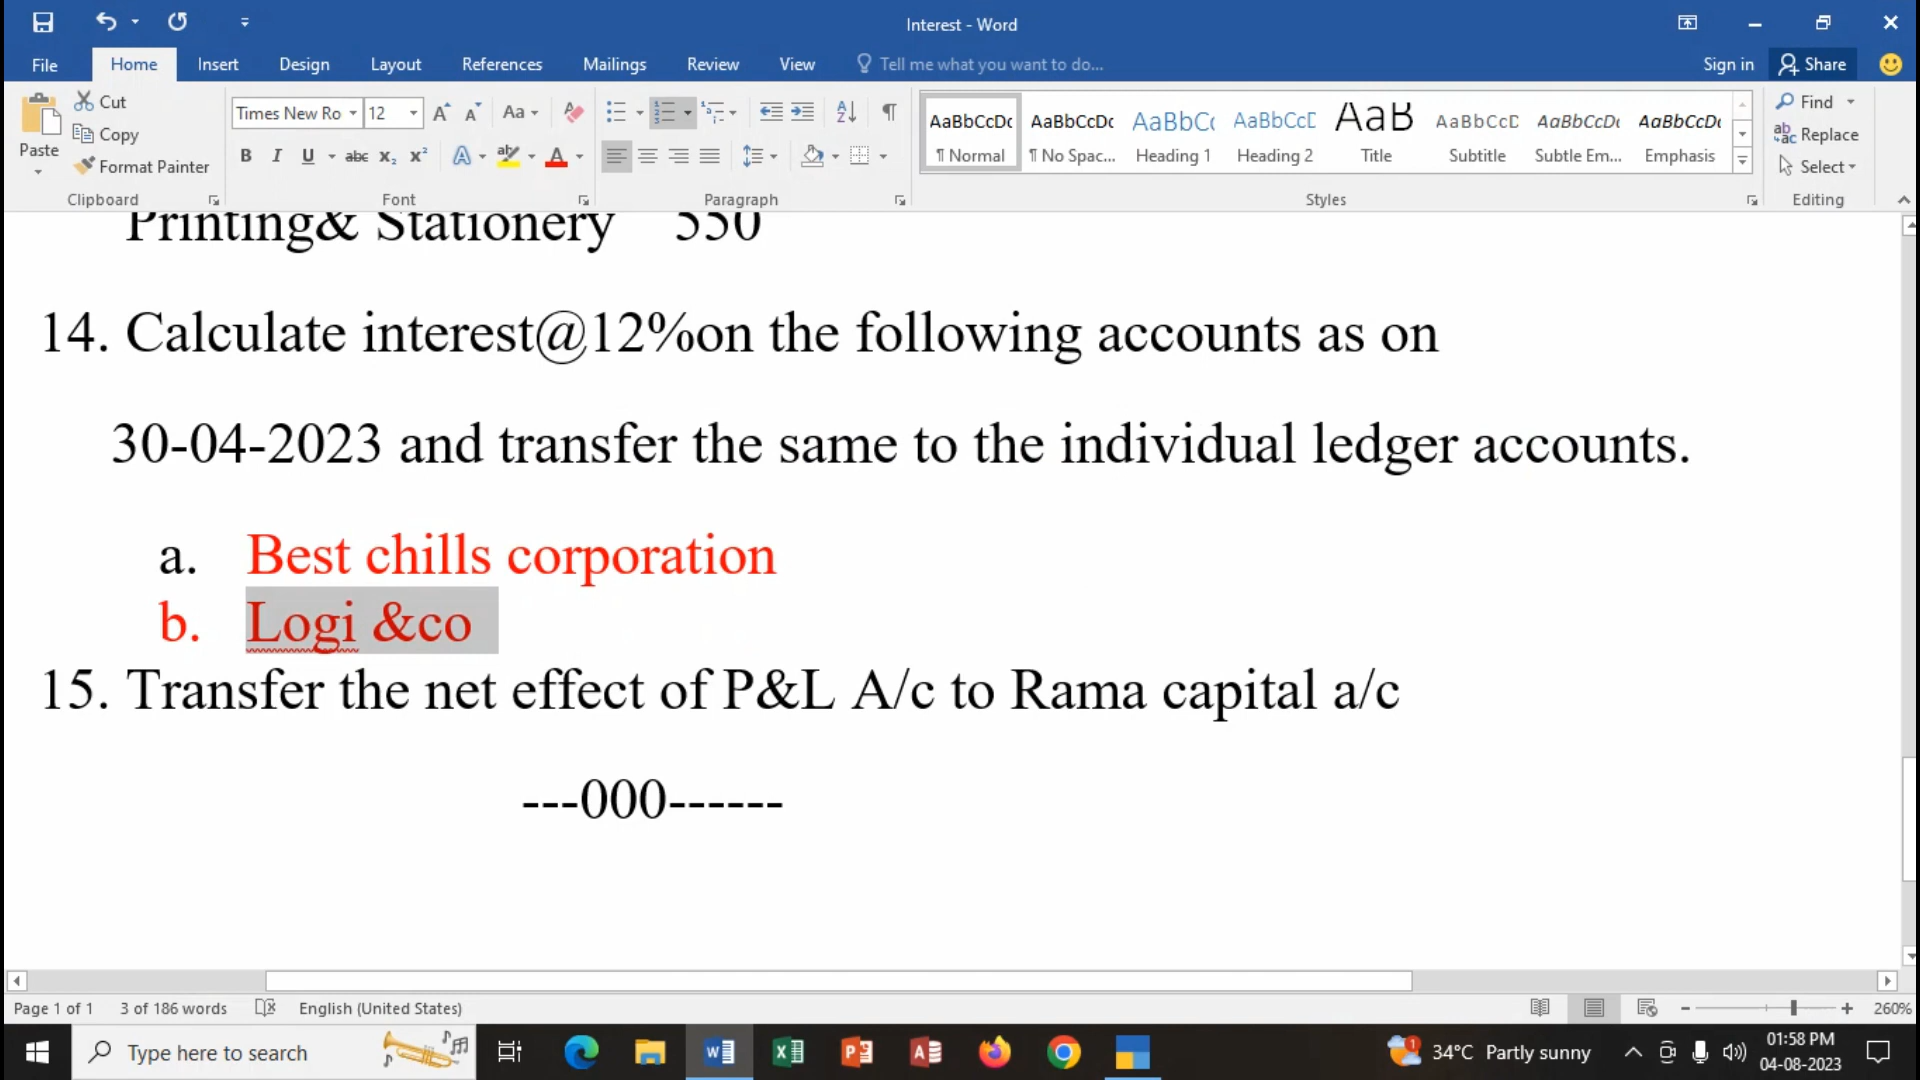 Interest - Word
File Home Insert Design Layout References Mailings Review View Tell me what you want to do... Sign in Share
Cut
Copy
Format Painter
Paste
Times New Ro 12
Aa
B I U abc x₂ x²
AaBbCcDc AaBbCcDc AaBbC( AaBbCcE AaB AaBbCcD AaBbCcDc AaBbCcDc
¶ Normal ¶ No Spac... Heading 1 Heading 2 Title Subtitle Subtle Em... Emphasis
Find
Replace
Select
Clipboard Font Paragraph Styles Editing
Printing& Stationery 550
14. Calculate interest@12%on the following accounts as on
30-04-2023 and transfer the same to the individual ledger accounts.
a. Best chills corporation
b. Logi &co
15. Transfer the net effect of P&L A/c to Rama capital a/c
---000------
Page 1 of 1 3 of 186 words English (United States) 260%
Type here to search
34°C Partly sunny
01:58 PM
04-08-2023